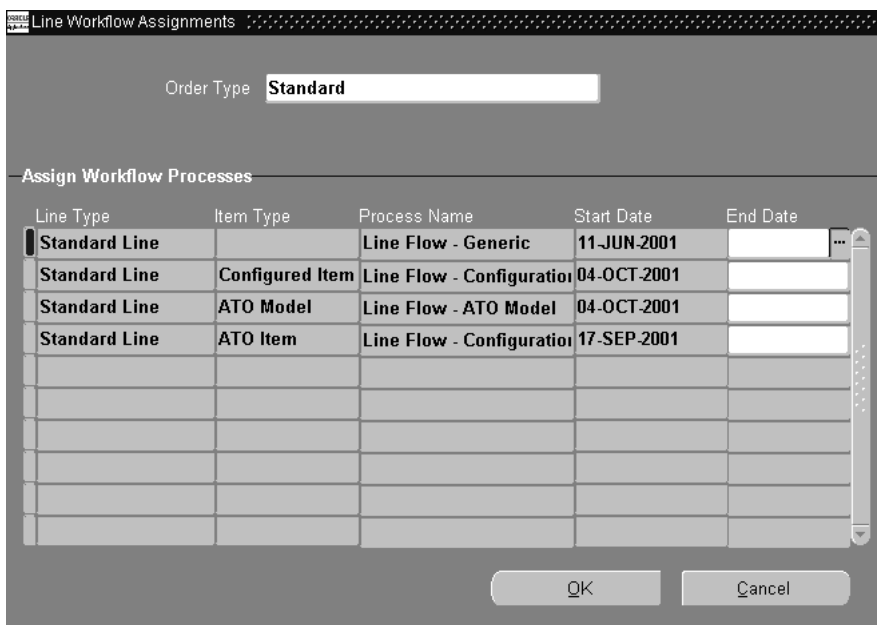 ORACLE
Line Workflow Assignments
Order Type Standard
Assign Workflow Processes
Line Type Item Type Process Name Start Date End Date
Standard Line Line Flow - Generic 11-JUN-2001 ...
Standard Line Configured Item Line Flow - Configuration 04-OCT-2001
Standard Line ATO Model Line Flow - ATO Model 04-OCT-2001
Standard Line ATO Item Line Flow - Configuration 17-SEP-2001
OK Cancel